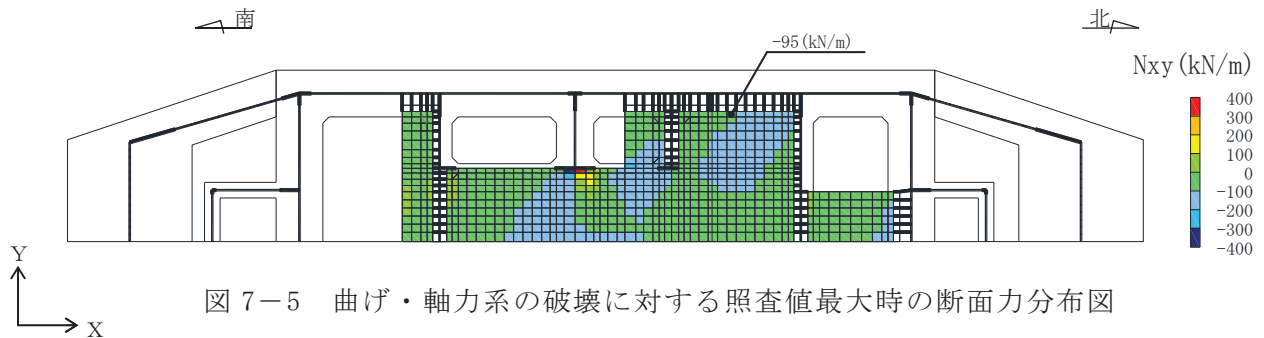 南
北
-95(kN/m)
Nxy(kN/m)
400
300
200
100
0
-100
-200
-300
-400
Y
X
図 7-5 曲げ・軸力系の破壊に対する照査値最大時の断面力分布図